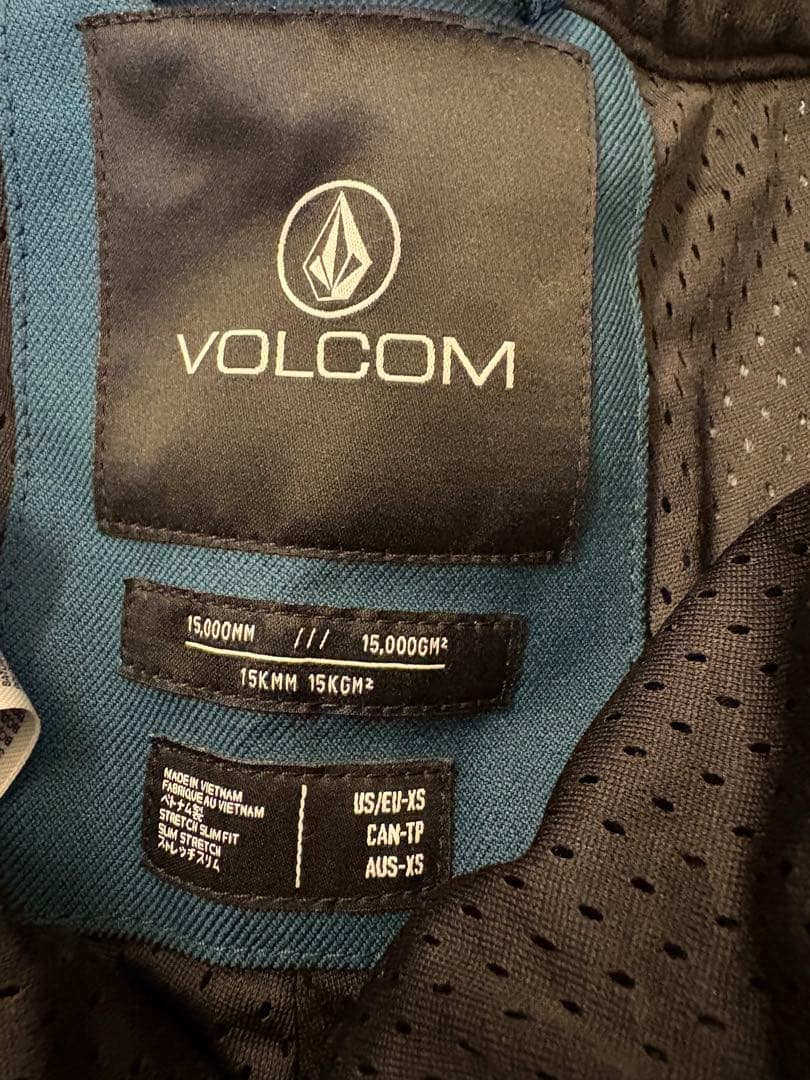 VOLCOM
15,000MM /// 15,000GM²
15KMM 15KGM²
MADE IN VIETNAM
FABRIQUE AU VIETNAM
ベトナム製
STRETCH SLIM FIT
SLIM STRETCH
ストレッチスリム
US/EU-XS
CAN-TP
AUS-XS